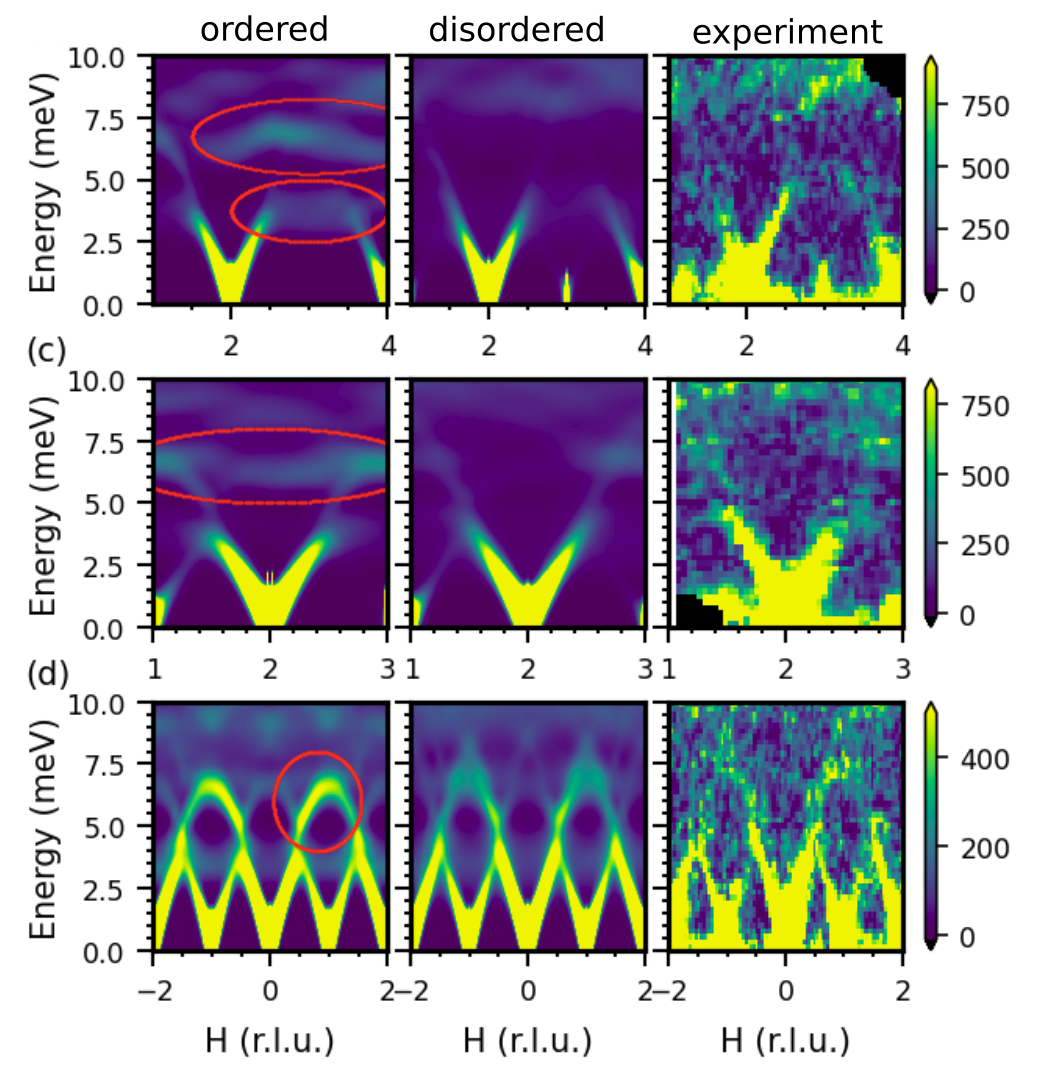 ordered disordered experiment
10.0
7.5
5.0
2.5
0.0
Energy (meV)
2 4 2 4 2 4
750
500
250
0
(c)
10.0
7.5
5.0
2.5
0.0
Energy (meV)
1 2 3 1 2 3 1 2 3
750
500
250
0
(d)
10.0
7.5
5.0
2.5
0.0
Energy (meV)
−2 0 2 −2 0 2 −2 0 2
400
200
0
H (r.l.u.) H (r.l.u.) H (r.l.u.)